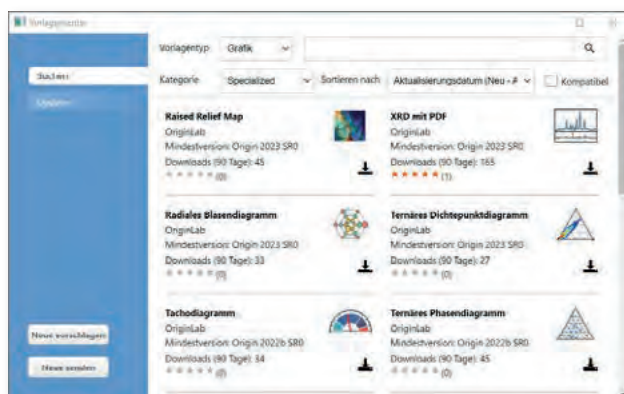 Vorlagencenter
Vorlagentyp Grafik
Suchen
Kategorie Specialized Sortieren nach Aktualisierungsdatum (Neu - A Kompatibel
Updates
Raised Relief Map
OriginLab
Mindestversion: Origin 2023 SR0
Downloads (90 Tage): 45
(0)
XRD mit PDF
OriginLab
Mindestversion: Origin 2023 SR0
Downloads (90 Tage): 165
(1)
Radiales Blasendiagramm
OriginLab
Mindestversion: Origin 2023 SR0
Downloads (90 Tage): 33
(0)
Ternäres Dichtepunktdiagramm
OriginLab
Mindestversion: Origin 2023 SR0
Downloads (90 Tage): 27
(0)
Tachodiagramm
OriginLab
Mindestversion: Origin 2022b SR0
Downloads (90 Tage): 34
(0)
Ternäres Phasendiagramm
OriginLab
Mindestversion: Origin 2022b SR0
Downloads (90 Tage): 45
(0)
Neue vorschlagen
Neue senden